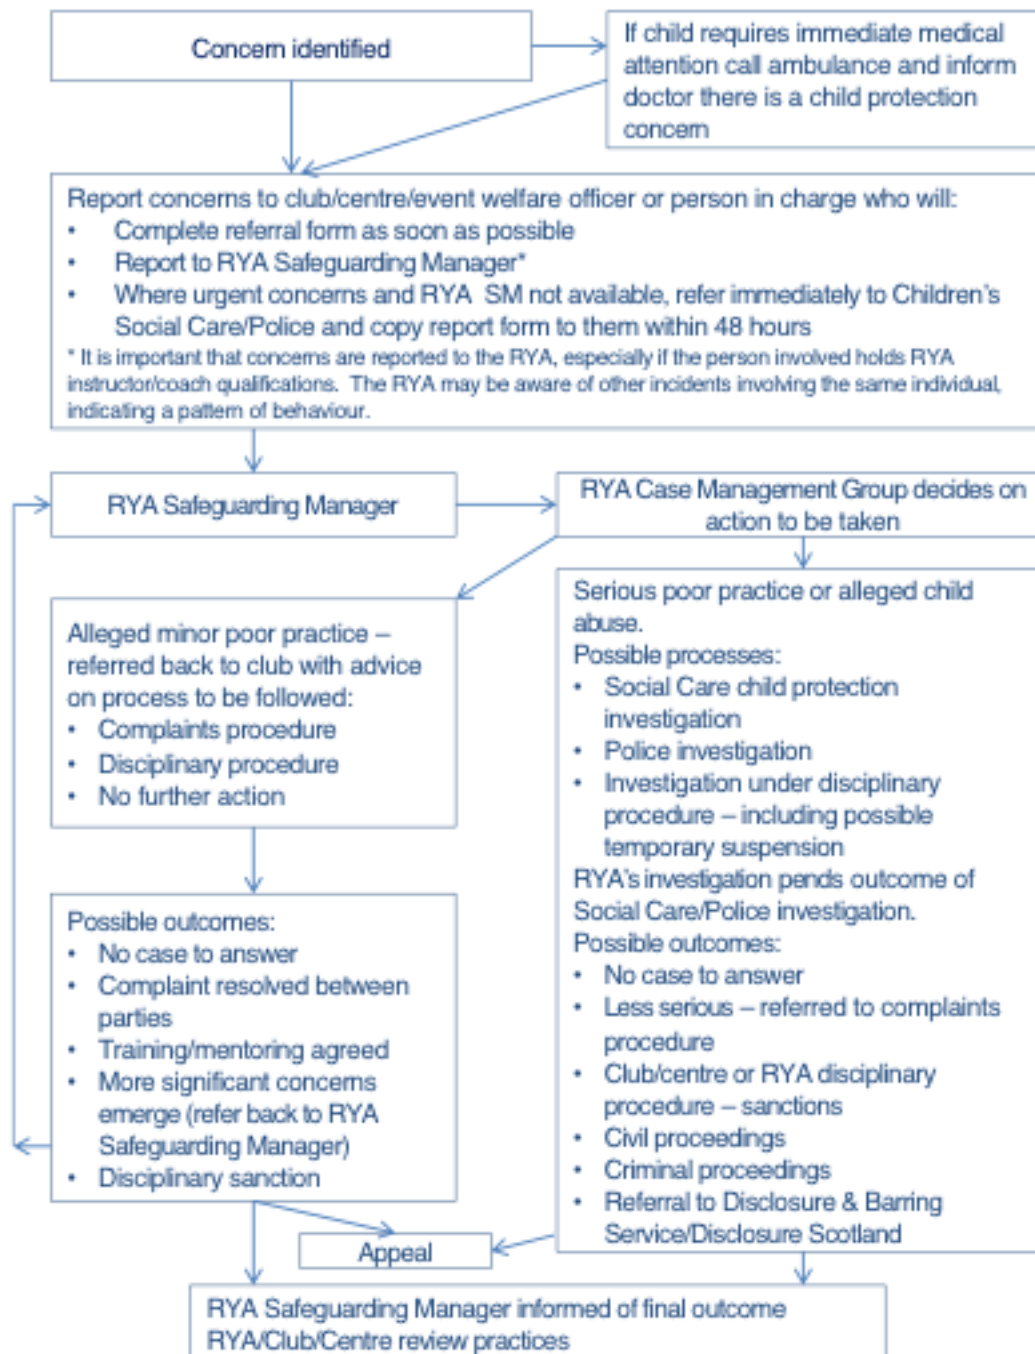 Concern identified
If child requires immediate medical
attention call ambulance and inform
doctor there is a child protection
concern
Report concerns to club/centre/event welfare officer or person in charge who will:
• Complete referral form as soon as possible
• Report to RYA Safeguarding Manager*
• Where urgent concerns and RYA SM not available, refer immediately to Children's
Social Care/Police and copy report form to them within 48 hours
* It is important that concerns are reported to the RYA, especially if the person involved holds RYA
instructor/coach qualifications. The RYA may be aware of other incidents involving the same individual,
indicating a pattern of behaviour.
RYA Safeguarding Manager
RYA Case Management Group decides on
action to be taken
Alleged minor poor practice –
referred back to club with advice
on process to be followed:
• Complaints procedure
• Disciplinary procedure
• No further action
Serious poor practice or alleged child
abuse.
Possible processes:
• Social Care child protection
investigation
• Police investigation
• Investigation under disciplinary
procedure – including possible
temporary suspension
RYA's investigation pends outcome of
Social Care/Police investigation.
Possible outcomes:
• No case to answer
• Less serious – referred to complaints
procedure
• Club/centre or RYA disciplinary
procedure – sanctions
• Civil proceedings
• Criminal proceedings
• Referral to Disclosure & Barring
Service/Disclosure Scotland
Possible outcomes:
• No case to answer
• Complaint resolved between
parties
• Training/mentoring agreed
• More significant concerns
emerge (refer back to RYA
Safeguarding Manager)
• Disciplinary sanction
Appeal
RYA Safeguarding Manager informed of final outcome
RYA/Club/Centre review practices